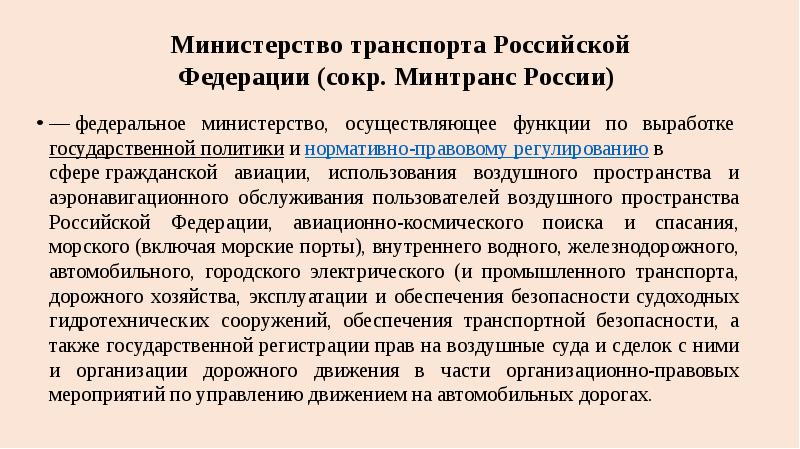 Министерство транспорта Российской
Федерации (сокр. Минтранс России)
• — федеральное министерство, осуществляющее функции по выработке
государственной политики и нормативно-правовому регулированию в
сфере гражданской авиации, использования воздушного пространства и
аэронавигационного обслуживания пользователей воздушного пространства
Российской Федерации, авиационно-космического поиска и спасания,
морского (включая морские порты), внутреннего водного, железнодорожного,
автомобильного, городского электрического (и промышленного транспорта,
дорожного хозяйства, эксплуатации и обеспечения безопасности судоходных
гидротехнических сооружений, обеспечения транспортной безопасности, а
также государственной регистрации прав на воздушные суда и сделок с ними
и организации дорожного движения в части организационно-правовых
мероприятий по управлению движением на автомобильных дорогах.